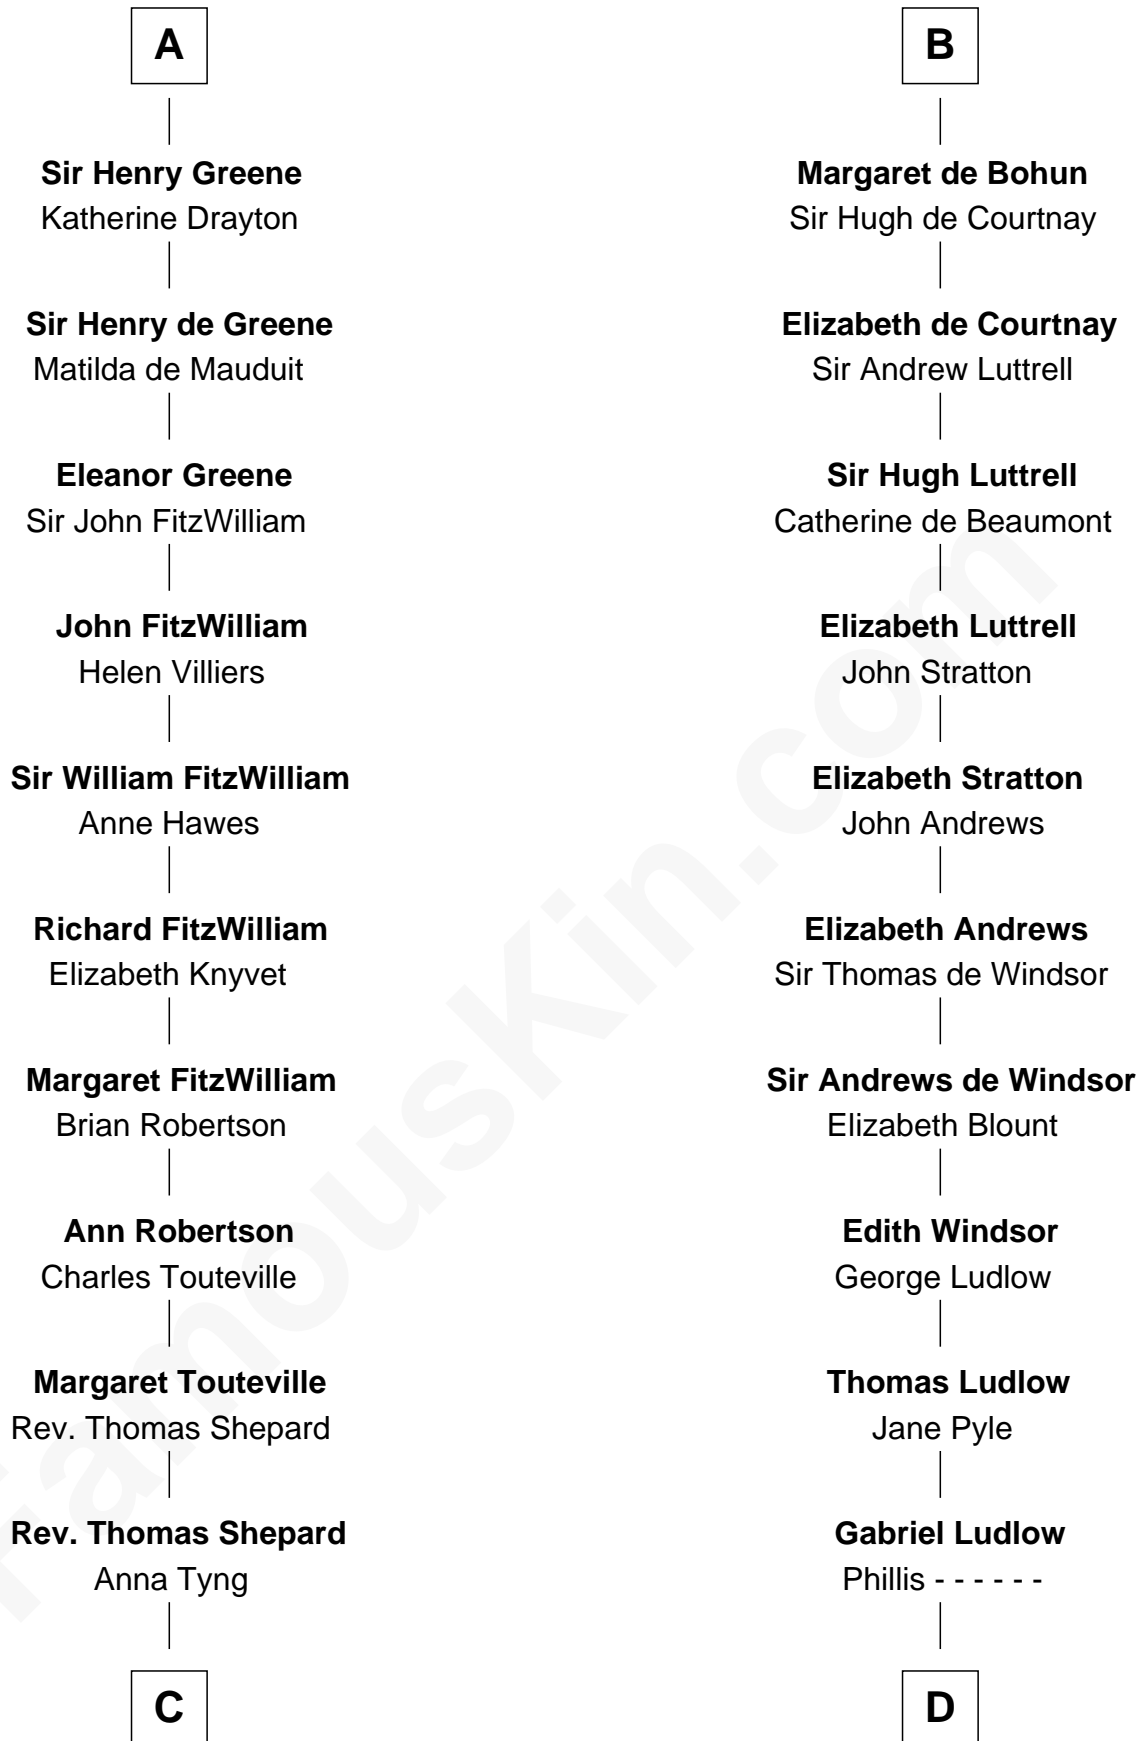 A
Sir Henry Greene
Katherine Drayton
Sir Henry de Greene
Matilda de Mauduit
Eleanor Greene
Sir John FitzWilliam
John FitzWilliam
Helen Villiers
Sir William FitzWilliam
Anne Hawes
Richard FitzWilliam
Elizabeth Knyvet
Margaret FitzWilliam
Brian Robertson
Ann Robertson
Charles Touteville
Margaret Touteville
Rev. Thomas Shepard
Rev. Thomas Shepard
Anna Tyng
C
B
Margaret de Bohun
Sir Hugh de Courtnay
Elizabeth de Courtnay
Sir Andrew Luttrell
Sir Hugh Luttrell
Catherine de Beaumont
Elizabeth Luttrell
John Stratton
Elizabeth Stratton
John Andrews
Elizabeth Andrews
Sir Thomas de Windsor
Sir Andrews de Windsor
Elizabeth Blount
Edith Windsor
George Ludlow
Thomas Ludlow
Jane Pyle
Gabriel Ludlow
Phillis - - - - - -
D
FamousKin.com